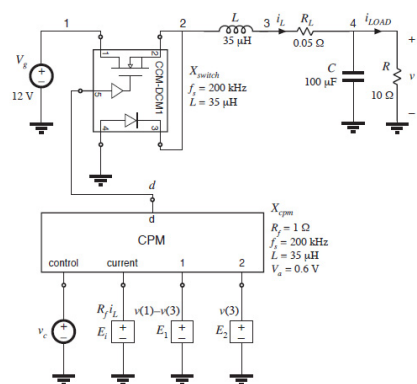 1
2
L
i_L
3
R_L
4
i_LOAD
35 μH
0.05 Ω
V_g
12 V
1
2
5
4
3
CCM-DCM1
X_switch
f_s = 200 kHz
L = 35 μH
C
100 μF
R
10 Ω
+
v
–
d
d
CPM
control
current
1
2
X_cpm
R_f = 1 Ω
f_s = 200 kHz
L = 35 μH
V_a = 0.6 V
v_c
R_f i_L
E_i
v(1)–v(3)
E_1
v(3)
E_2